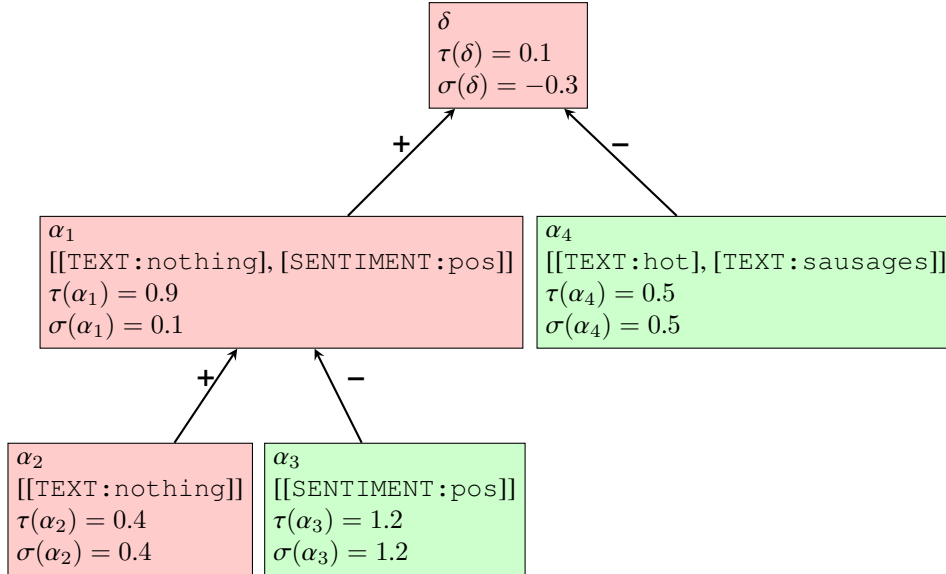 δ
τ(δ) = 0.1
σ(δ) = −0.3
+
−
α₁
[[TEXT:nothing], [SENTIMENT:pos]]
τ(α₁) = 0.9
σ(α₁) = 0.1
α₄
[[TEXT:hot], [TEXT:sausages]]
τ(α₄) = 0.5
σ(α₄) = 0.5
+
−
α₂
[[TEXT:nothing]]
τ(α₂) = 0.4
σ(α₂) = 0.4
α₃
[[SENTIMENT:pos]]
τ(α₃) = 1.2
σ(α₃) = 1.2